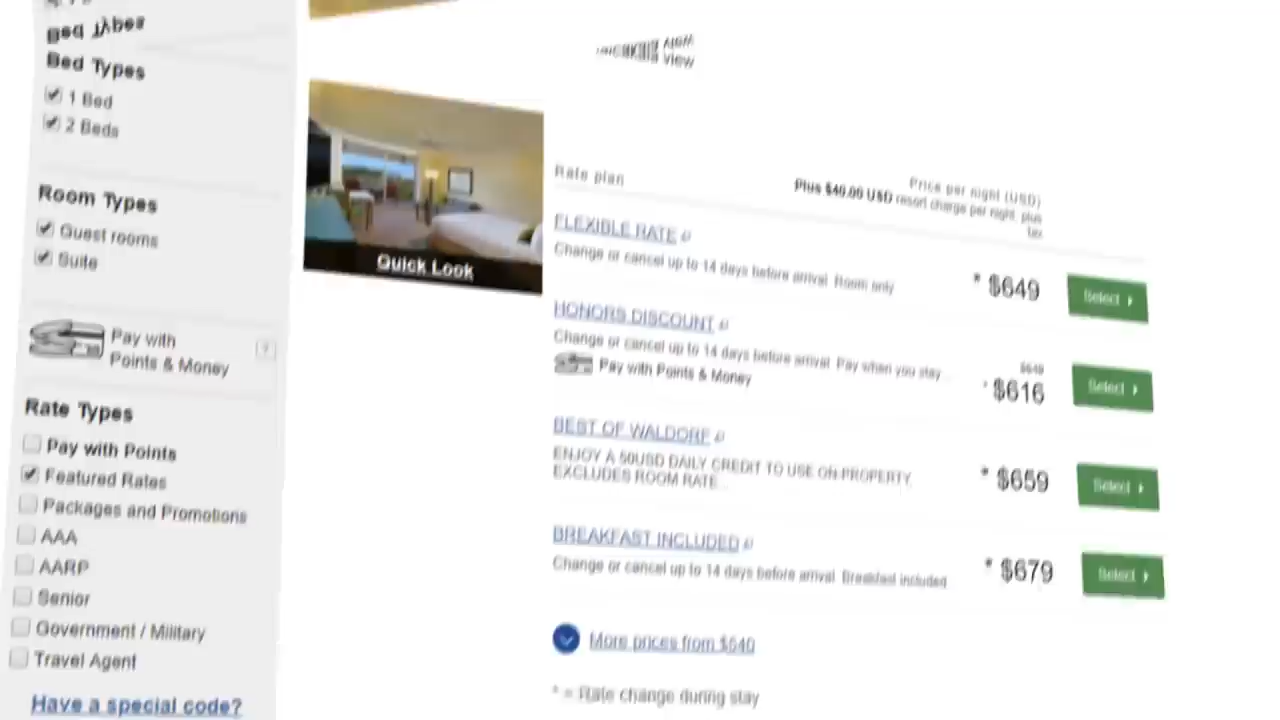 Bed Types
Bed Types
1 Bed
2 Beds
Room Types
Guest rooms
Suite
Pay with
Points & Money
?
Rate Types
Pay with Points
Featured Rates
Packages and Promotions
AAA
AARP
Senior
Government / Military
Travel Agent
Have a special code?
view
view
Quick Look
Rate plan
Price per night (USD)
Plus $40.00 USD resort charge per night, plus
tax
FLEXIBLE RATE
Change or cancel up to 14 days before arrival. Room only
* $649
Select
HONORS DISCOUNT
Change or cancel up to 14 days before arrival. Pay when you stay...
Pay with Points & Money
$649
* $616
Select
BEST OF WALDORF
ENJOY A 50USD DAILY CREDIT TO USE ON PROPERTY.
EXCLUDES ROOM RATE...
* $659
Select
BREAKFAST INCLUDED
Change or cancel up to 14 days before arrival. Breakfast included
* $679
Select
More prices from $640
* = Rate change during stay